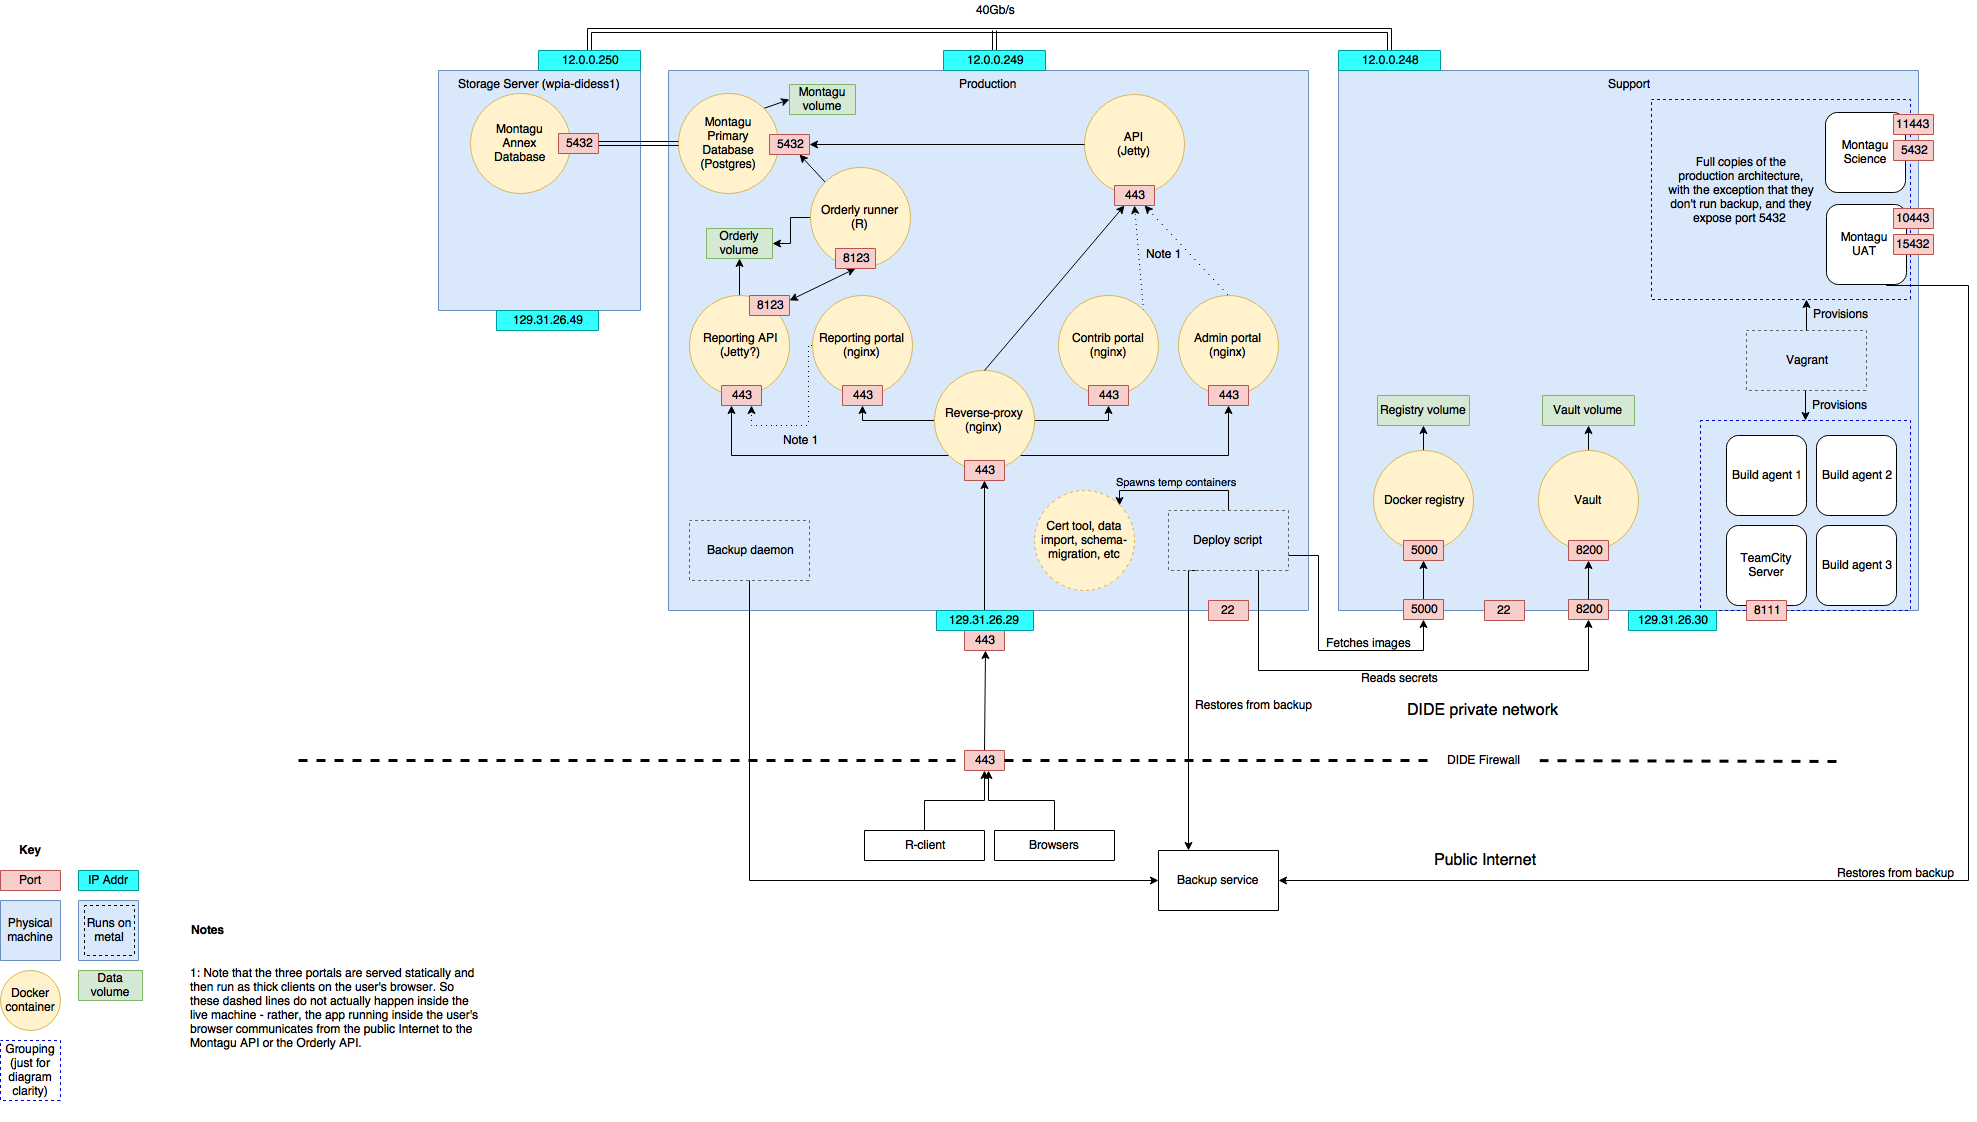 40Gb/s
12.0.0.250
12.0.0.249
12.0.0.248
Storage Server (wpia-didess1)
Montagu
Annex
Database
5432
129.31.26.49
Production
Montagu
Primary
Database
(Postgres)
5432
Montagu
volume
API
(Jetty)
443
Orderly runner
(R)
8123
Orderly
volume
Note 1
8123
Reporting API
(Jetty?)
443
Reporting portal
(nginx)
443
Note 1
Contrib portal
(nginx)
443
Admin portal
(nginx)
443
Reverse-proxy
(nginx)
443
Spawns temp containers
Cert tool, data
import, schema-
migration, etc
Deploy script
Backup daemon
129.31.26.29
443
22
Support
Full copies of the
production architecture,
with the exception that they
don't run backup, and they
expose port 5432
Montagu
Science
11443
5432
Montagu
UAT
10443
15432
Provisions
Vagrant
Provisions
Registry volume
Vault volume
Docker registry
5000
Vault
8200
Build agent 1
Build agent 2
TeamCity
Server
Build agent 3
5000
22
8200
129.31.26.30
8111
Fetches images
Reads secrets
Restores from backup
DIDE private network
443
DIDE Firewall
R-client
Browsers
Backup service
Public Internet
Restores from backup
Key
Port
IP Addr
Physical
machine
Runs on
metal
Docker
container
Data
volume
Grouping
(just for
diagram
clarity)
Notes
1: Note that the three portals are served statically and
then run as thick clients on the user's browser. So
these dashed lines do not actually happen inside the
live machine - rather, the app running inside the user's
browser communicates from the public Internet to the
Montagu API or the Orderly API.